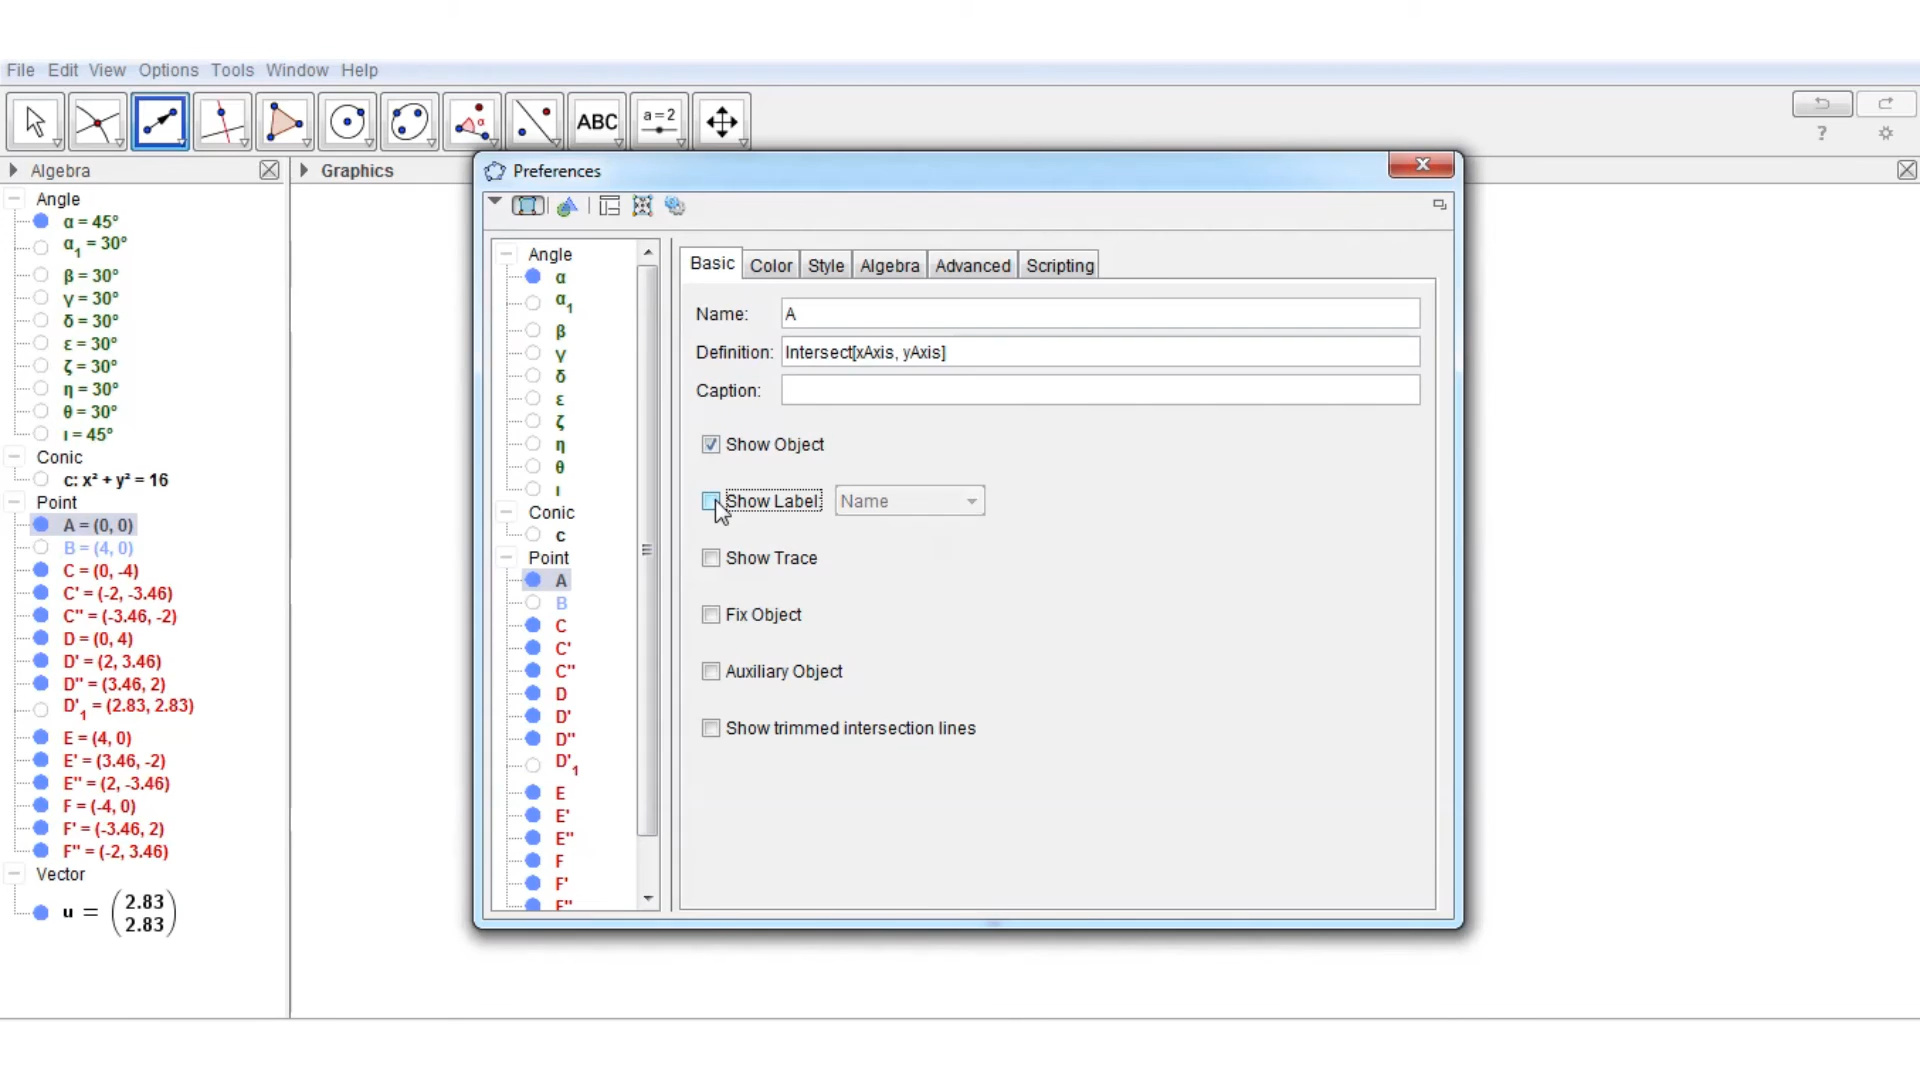 File Edit View Options Tools Window Help
ABC
a = 2
?
Algebra
Graphics
Angle
α = 45°
α1 = 30°
β = 30°
γ = 30°
δ = 30°
ε = 30°
ζ = 30°
η = 30°
θ = 30°
ι = 45°
Conic
c: x² + y² = 16
Point
A = (0, 0)
B = (4, 0)
C = (0, -4)
C' = (-2, -3.46)
C'' = (-3.46, -2)
D = (0, 4)
D' = (2, 3.46)
D'' = (3.46, 2)
D'1 = (2.83, 2.83)
E = (4, 0)
E' = (3.46, -2)
E'' = (2, -3.46)
F = (-4, 0)
F' = (-3.46, 2)
F'' = (-2, 3.46)
Vector
u = (2.83
2.83)
Preferences
Angle
α
α1
β
γ
δ
ε
ζ
η
θ
ι
Conic
c
Point
A
B
C
C'
C''
D
D'
D''
D'1
E
E'
E''
F
F'
F''
Basic Color Style Algebra Advanced Scripting
Name: A
Definition: Intersect[xAxis, yAxis]
Caption:
Show Object
Show Label: Name
Show Trace
Fix Object
Auxiliary Object
Show trimmed intersection lines